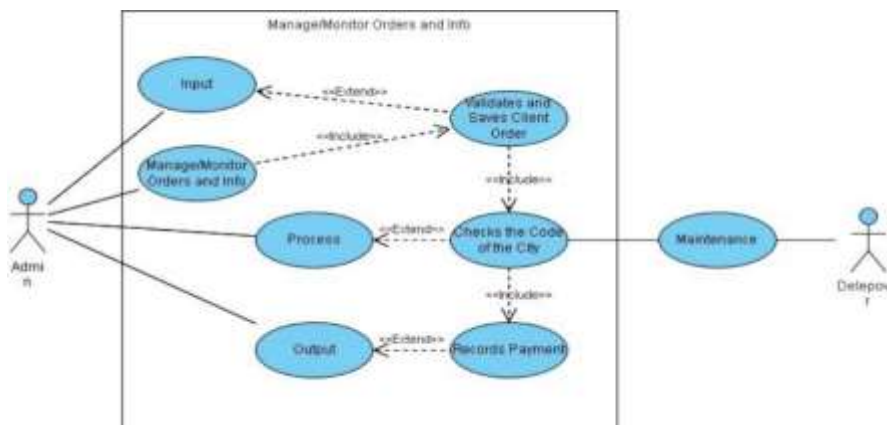 Manage/Monitor Orders and Info
Input
<<Extend>>
Validates and
Saves Client
Order
<<Include>>
Manage/Monitor
Orders and Info
<<Include>>
Process
<<Extend>>
Checks the Code
of the City
Maintenance
Admi
n
Delepov
r
<<Include>>
Output
<<Extend>>
Records Payment